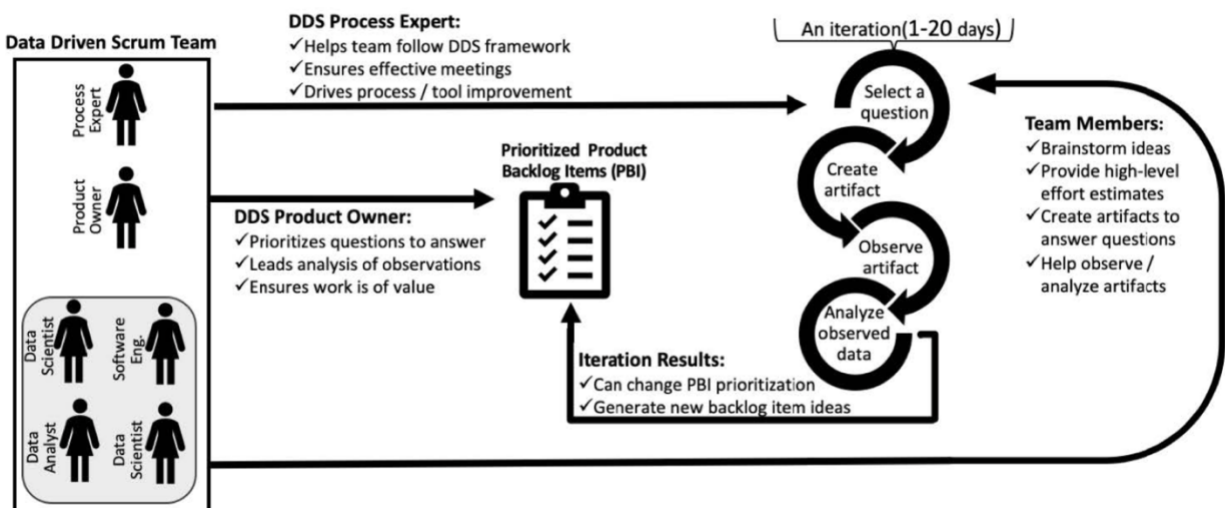 Data Driven Scrum Team
Process
Expert
Product
Owner
Data
Scientist
Software
Eng.
Data
Analyst
Data
Scientist
DDS Process Expert:
✓Helps team follow DDS framework
✓Ensures effective meetings
✓Drives process / tool improvement
DDS Product Owner:
✓Prioritizes questions to answer
✓Leads analysis of observations
✓Ensures work is of value
Prioritized Product
Backlog Items (PBI)
An iteration(1-20 days)
Select a
question
Create
artifact
Observe
artifact
Analyze
observed
data
Iteration Results:
✓Can change PBI prioritization
✓Generate new backlog item ideas
Team Members:
✓Brainstorm ideas
✓Provide high-level
effort estimates
✓Create artifacts to
answer questions
✓Help observe /
analyze artifacts